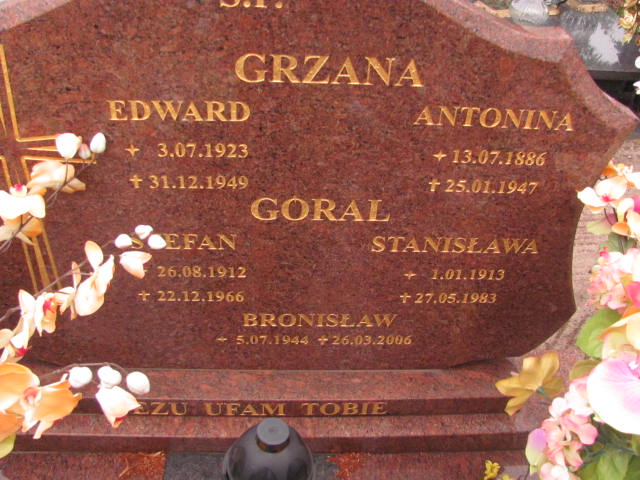 Ś.P.
GRZANA
EDWARD ANTONINA
3.07.1923 13.07.1886
31.12.1949 25.01.1947
GORAL
STEFAN STANISŁAWA
26.08.1912 1.01.1913
22.12.1966 27.05.1983
BRONISŁAW
5.07.1944 26.03.2006
EZU UFAM TOBIE